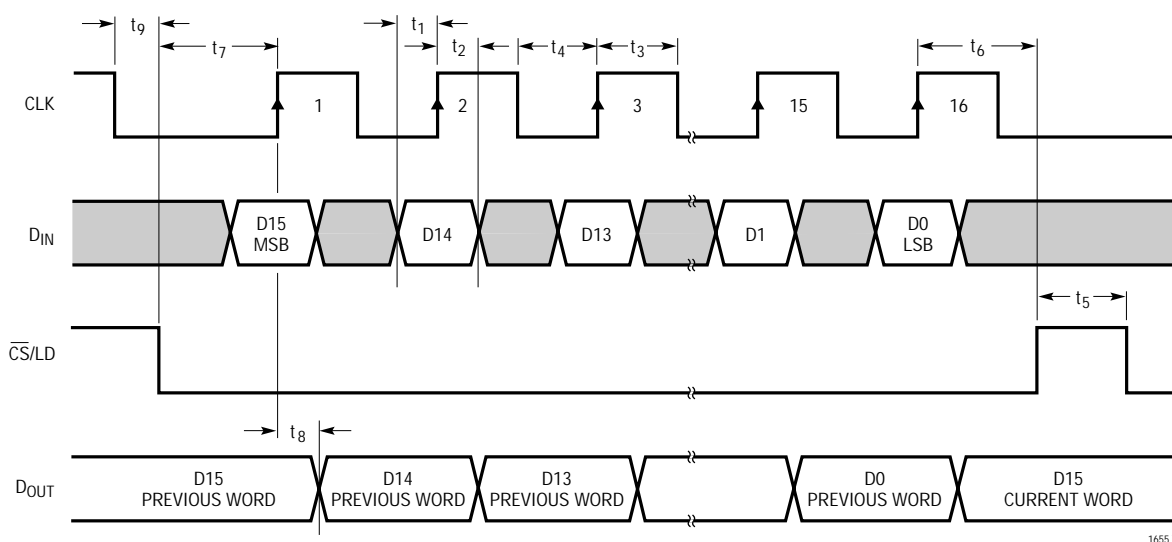 t9
t7
t1
t2
t4
t3
t6
CLK
1
2
3
15
16
DIN
D15
MSB
D14
D13
D1
D0
LSB
t5
CS/LD
t8
DOUT
D15
PREVIOUS WORD
D14
PREVIOUS WORD
D13
PREVIOUS WORD
D0
PREVIOUS WORD
D15
CURRENT WORD
1655